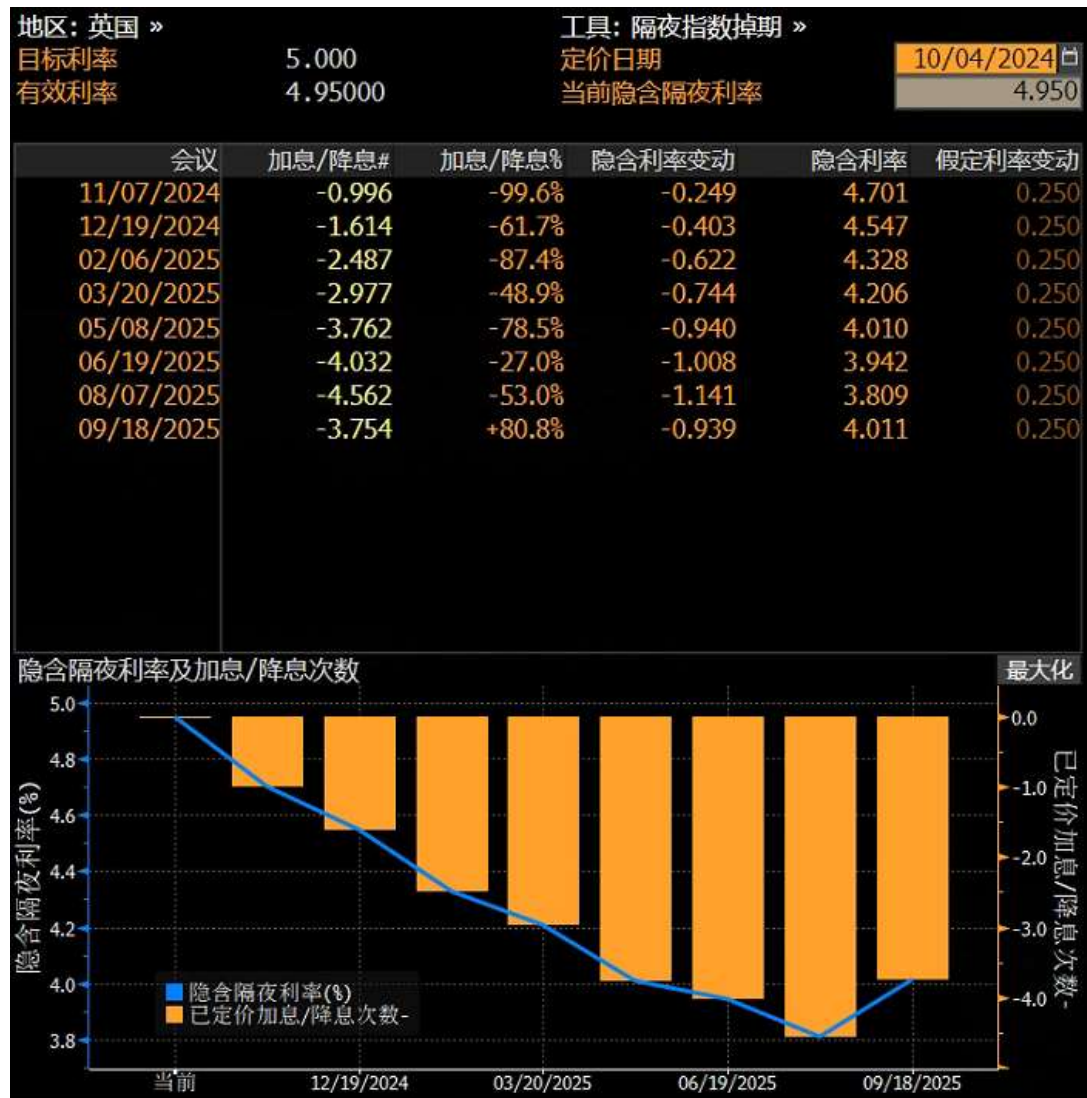 地区: 英国 » 工具: 隔夜指数掉期 »
目标利率 5.000 定价日期 10/04/2024
有效利率 4.95000 当前隐含隔夜利率 4.950
会议 加息/降息# 加息/降息% 隐含利率变动 隐含利率 假定利率变动
11/07/2024 -0.996 -99.6% -0.249 4.701 0.250
12/19/2024 -1.614 -61.7% -0.403 4.547 0.250
02/06/2025 -2.487 -87.4% -0.622 4.328 0.250
03/20/2025 -2.977 -48.9% -0.744 4.206 0.250
05/08/2025 -3.762 -78.5% -0.940 4.010 0.250
06/19/2025 -4.032 -27.0% -1.008 3.942 0.250
08/07/2025 -4.562 -53.0% -1.141 3.809 0.250
09/18/2025 -3.754 +80.8% -0.939 4.011 0.250
隐含隔夜利率及加息/降息次数 最大化
隐含隔夜利率(%)
5.0
4.8
4.6
4.4
4.2
4.0
3.8
隐含隔夜利率(%)
已定价加息/降息次数-
0.0
-1.0
-2.0
-3.0
-4.0
已定价加息/降息次数-
当前 12/19/2024 03/20/2025 06/19/2025 09/18/2025